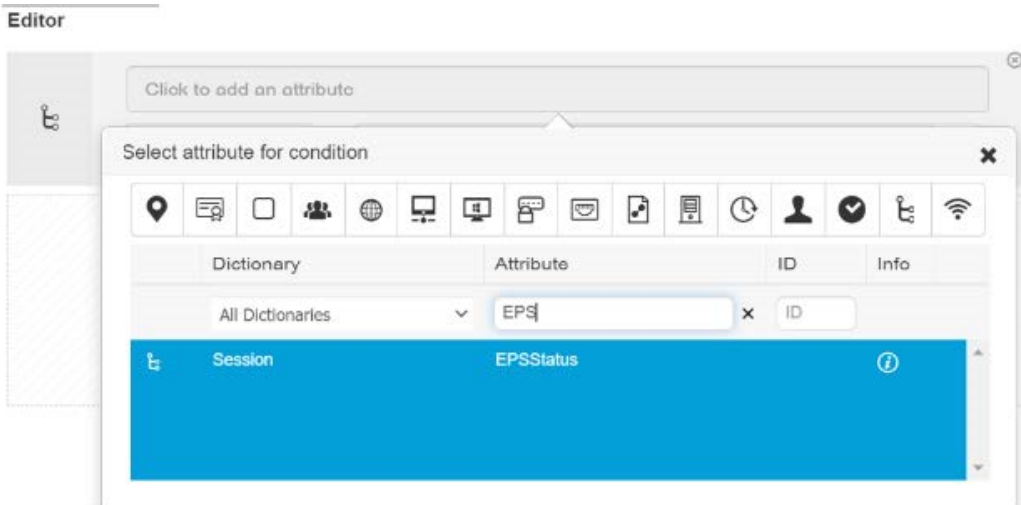 Editor
Click to add an attribute
Select attribute for condition
Dictionary Attribute ID Info
All Dictionaries EPS ID
Session EPSStatus